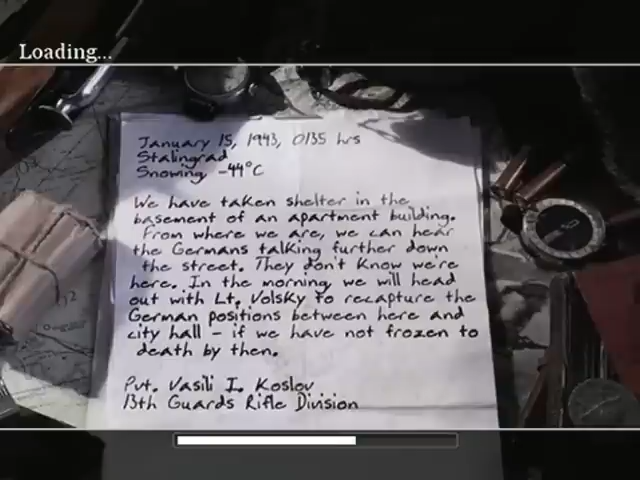 Loading...
January 15, 1943, 0135 hrs
Stalingrad
Snowing, -44°C
We have taken shelter in the
basement of an apartment building.
From where we are, we can hear
the Germans talking further down
the street. They don't know we're
here. In the morning we will head
out with Lt. Volsky to recapture the
German positions between here and
city hall - if we have not frozen to
death by then.
Pvt. Vasili I. Koslov
13th Guards Rifle Division